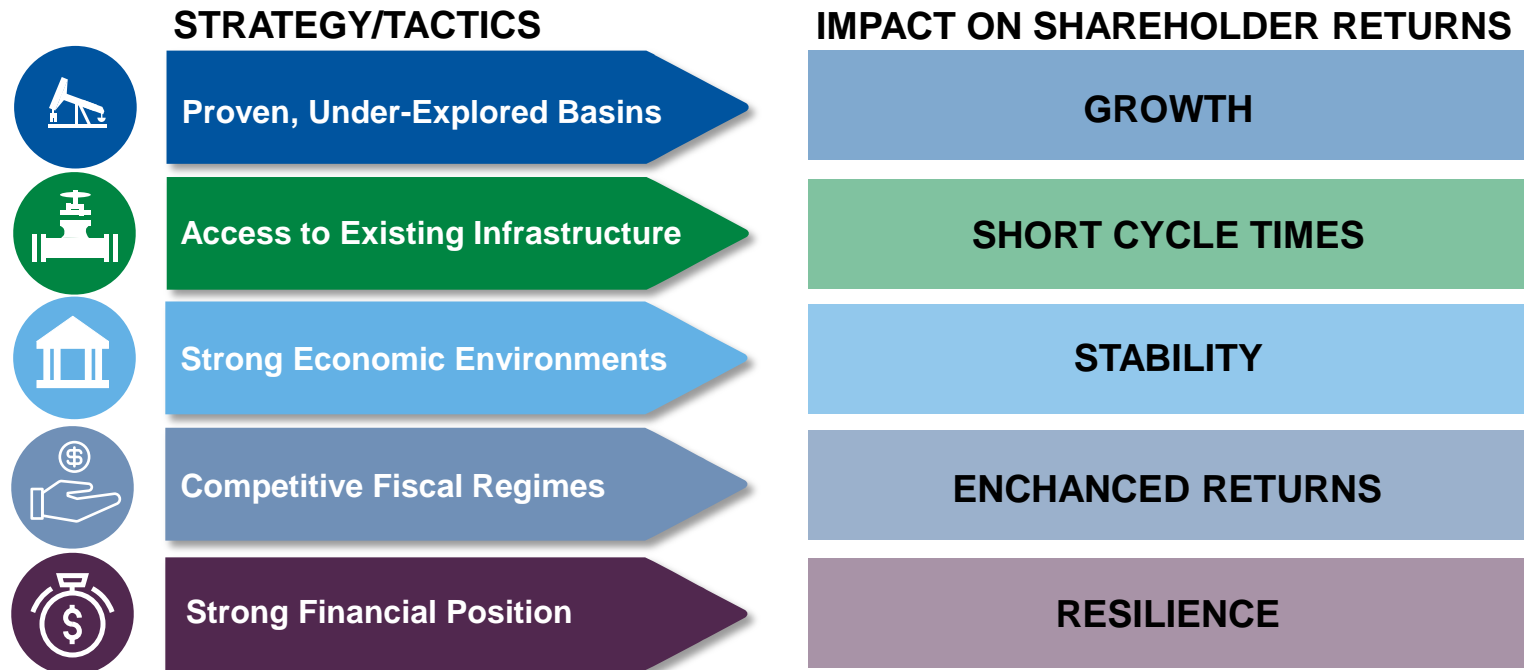 STRATEGY/TACTICS
IMPACT ON SHAREHOLDER RETURNS
Proven, Under-Explored Basins
GROWTH
Access to Existing Infrastructure
SHORT CYCLE TIMES
Strong Economic Environments
STABILITY
$
Competitive Fiscal Regimes
ENCHANCED RETURNS
$
Strong Financial Position
RESILIENCE